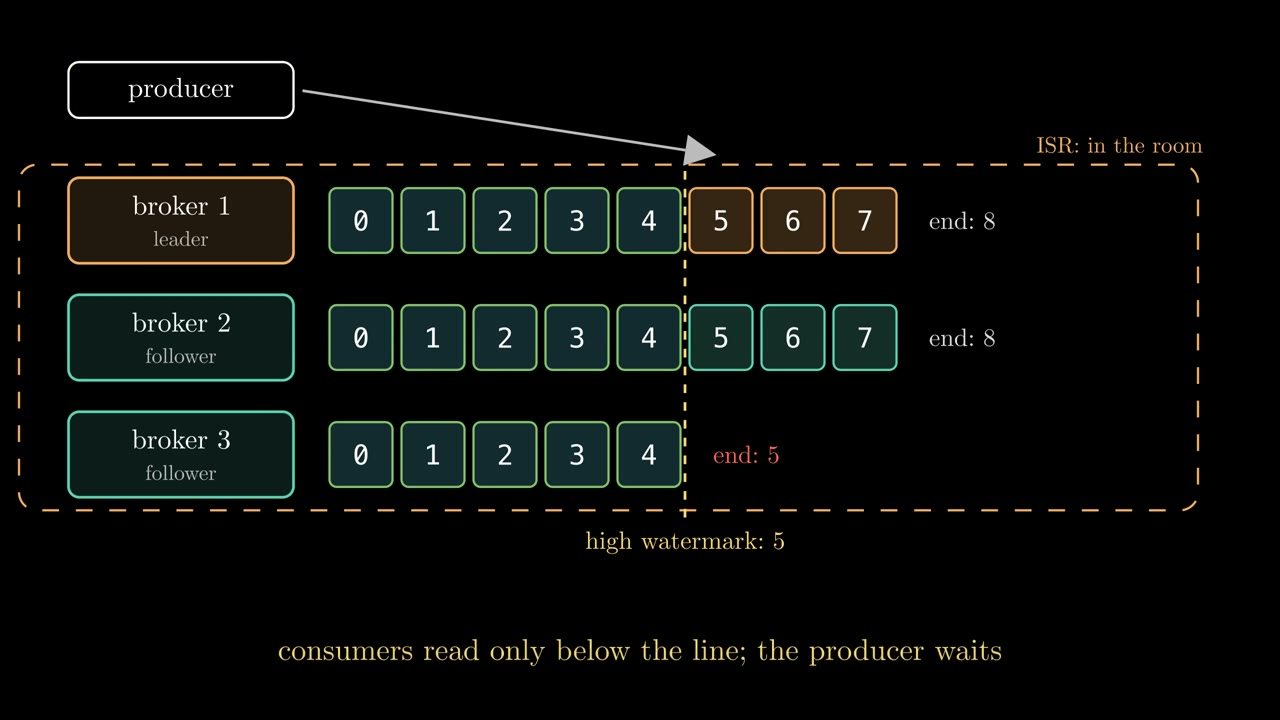 producer
ISR: in the room
broker 1
leader
0 1 2 3 4 5 6 7 end: 8
broker 2
follower
0 1 2 3 4 5 6 7 end: 8
broker 3
follower
0 1 2 3 4 end: 5
high watermark: 5
consumers read only below the line; the producer waits